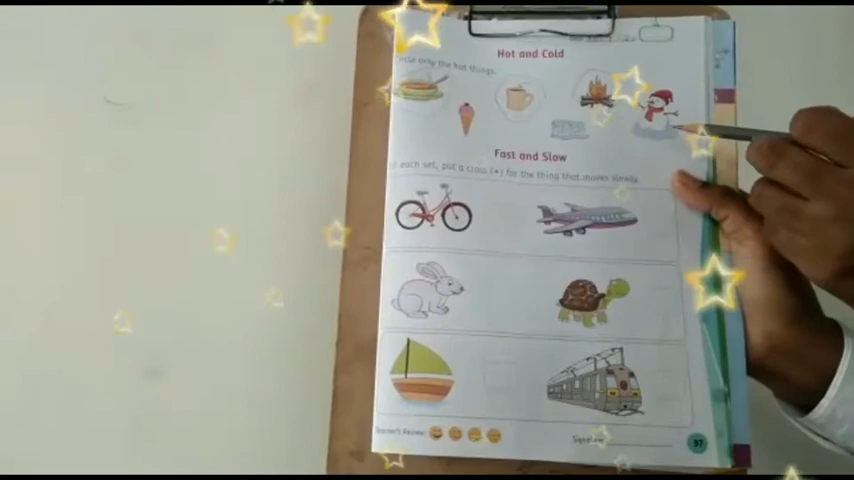 Hot and Cold
only the hot things.
Fast and Slow
each set, put a cross (×) for the thing that moves slowly.
Teacher's Review:
Signature
97